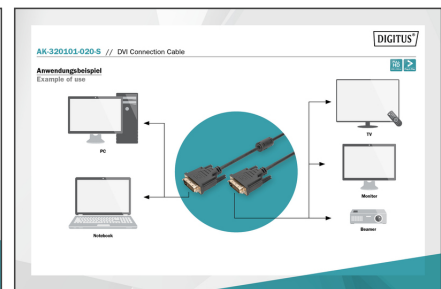 DIGITUS®
AK-320101-020-S // DVI Connection Cable
Anwendungsbeispiel
Example of use
PC
Notebook
TV
Monitor
Beamer